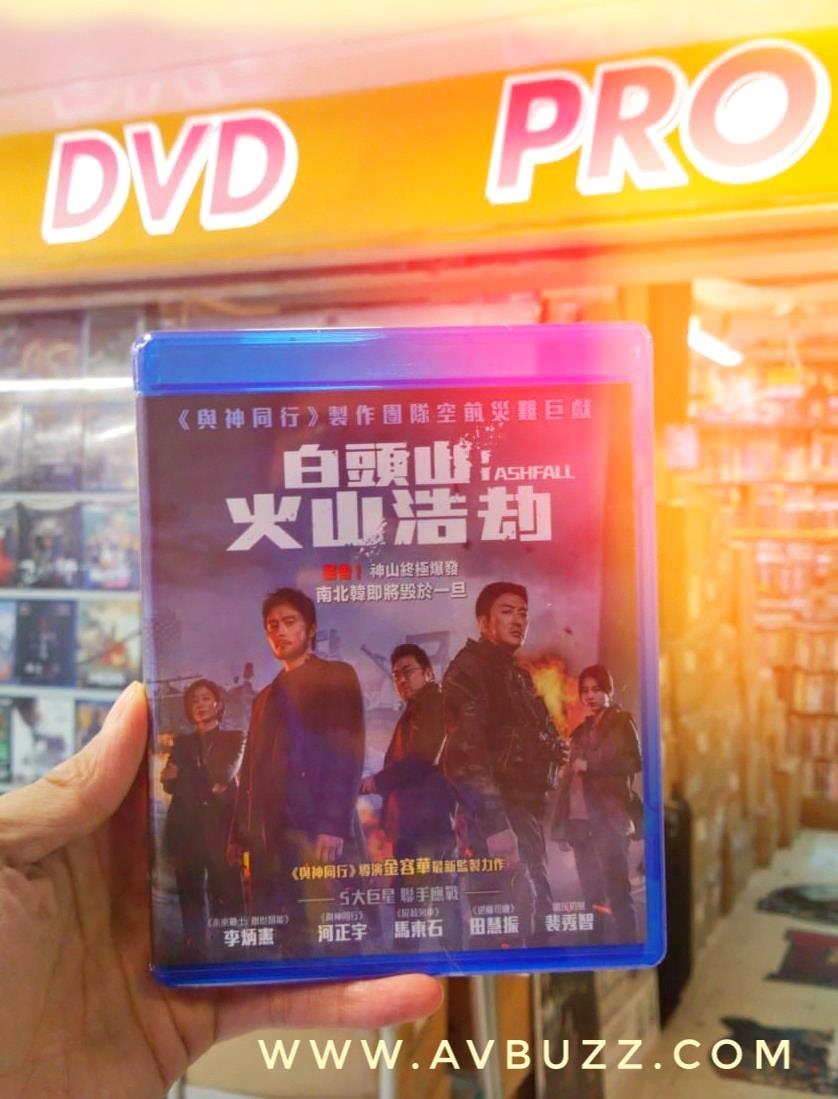 DVD PRO
《與神同行》製作團隊空前災難巨獻
白頭山：
ASHFALL
火山浩劫
神山終極爆發
南北韓即將毀於一旦
《與神同行》導演金容華最新監製力作
5大巨星 聯手應戰
《與神同行》
李炳憲 河正宇 馬東石 田慧振 裴秀智
WWW.AVBUZZ.COM